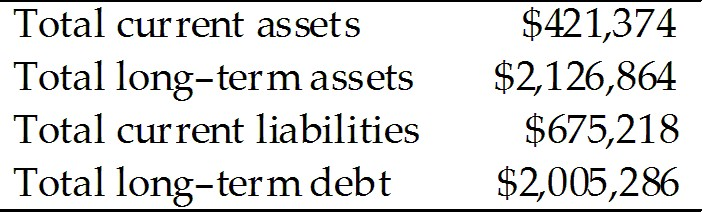 Total current assets $421,374
Total long-term assets $2,126,864
Total current liabilities $675,218
Total long-term debt $2,005,286